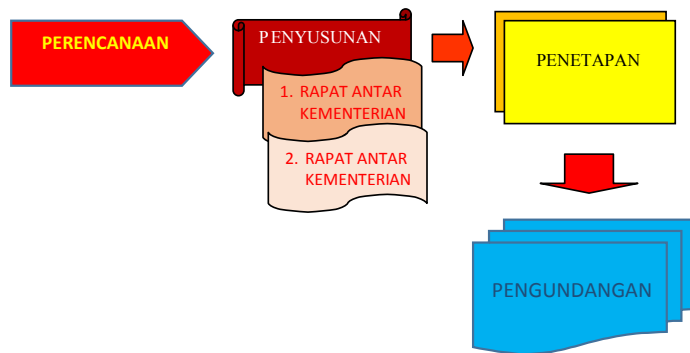 PERENCANAAN
PENYUSUNAN
1. RAPAT ANTAR
KEMENTERIAN
2. RAPAT ANTAR
KEMENTERIAN
PENETAPAN
PENGUNDANGAN